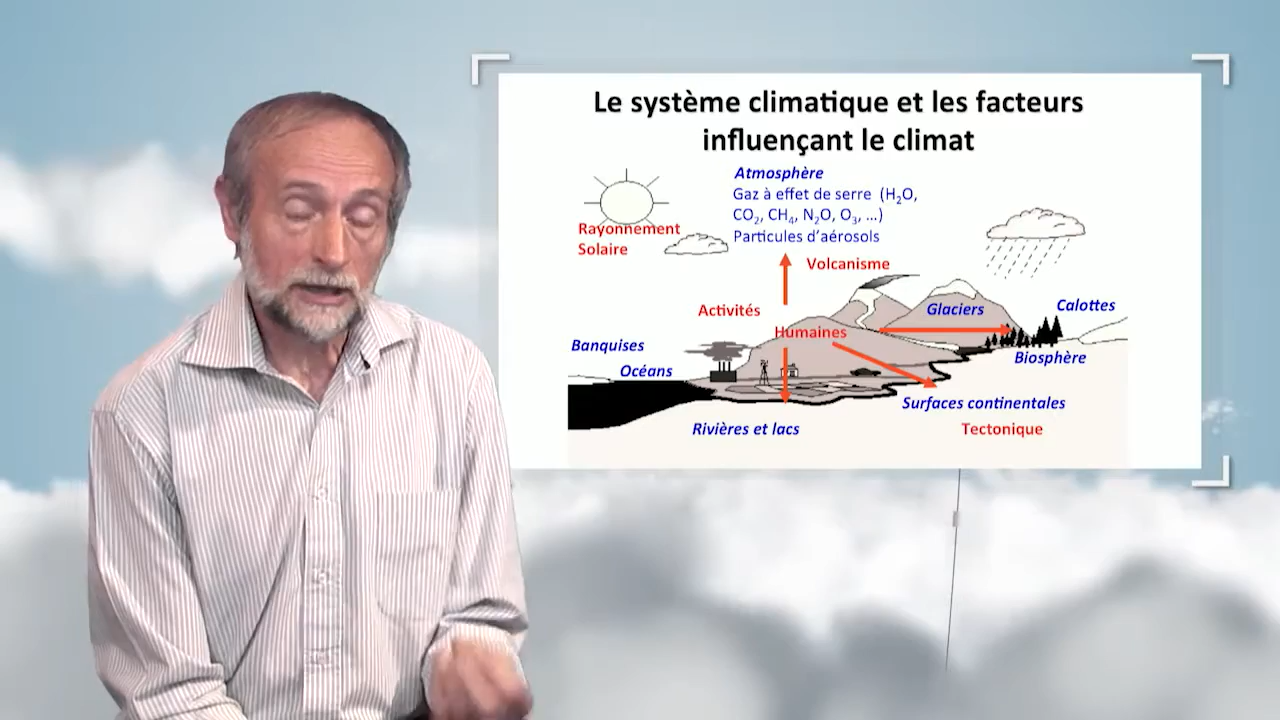 Le système climatique et les facteurs
influençant le climat
Atmosphère
Gaz à effet de serre (H₂O,
CO₂, CH₄, N₂O, O₃, ...)
Particules d'aérosols
Rayonnement
Solaire
Volcanisme
Activités
Humaines
Glaciers
Calottes
Banquises
Océans
Biosphère
Surfaces continentales
Rivières et lacs
Tectonique